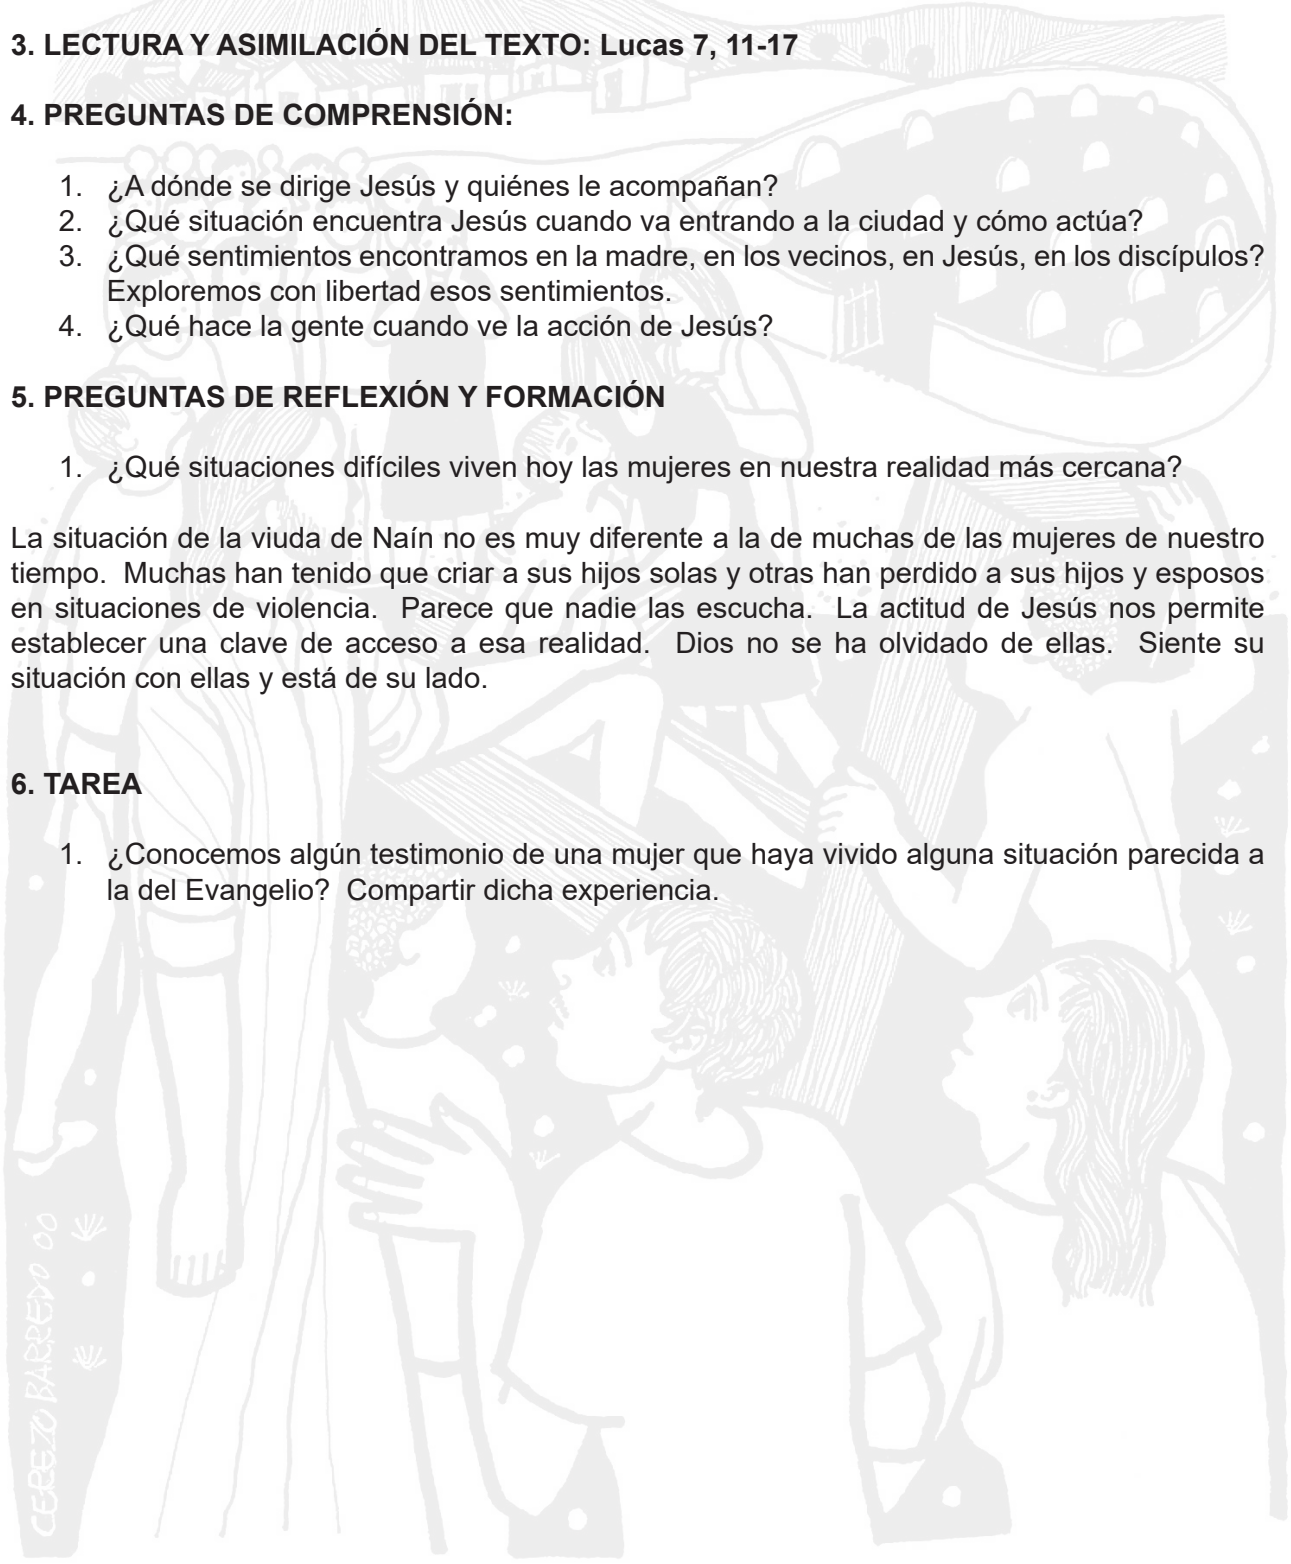 3. LECTURA Y ASIMILACIÓN DEL TEXTO: Lucas 7, 11-17
4. PREGUNTAS DE COMPRENSIÓN:
1. ¿A dónde se dirige Jesús y quiénes le acompañan?
2. ¿Qué situación encuentra Jesús cuando va entrando a la ciudad y cómo actúa?
3. ¿Qué sentimientos encontramos en la madre, en los vecinos, en Jesús, en los discípulos?
Exploremos con libertad esos sentimientos.
4. ¿Qué hace la gente cuando ve la acción de Jesús?
5. PREGUNTAS DE REFLEXIÓN Y FORMACIÓN
1. ¿Qué situaciones difíciles viven hoy las mujeres en nuestra realidad más cercana?
La situación de la viuda de Naín no es muy diferente a la de muchas de las mujeres de nuestro
tiempo. Muchas han tenido que criar a sus hijos solas y otras han perdido a sus hijos y esposos
en situaciones de violencia. Parece que nadie las escucha. La actitud de Jesús nos permite
establecer una clave de acceso a esa realidad. Dios no se ha olvidado de ellas. Siente su
situación con ellas y está de su lado.
6. TAREA
1. ¿Conocemos algún testimonio de una mujer que haya vivido alguna situación parecida a
la del Evangelio? Compartir dicha experiencia.
CEREZO BARREDO 00